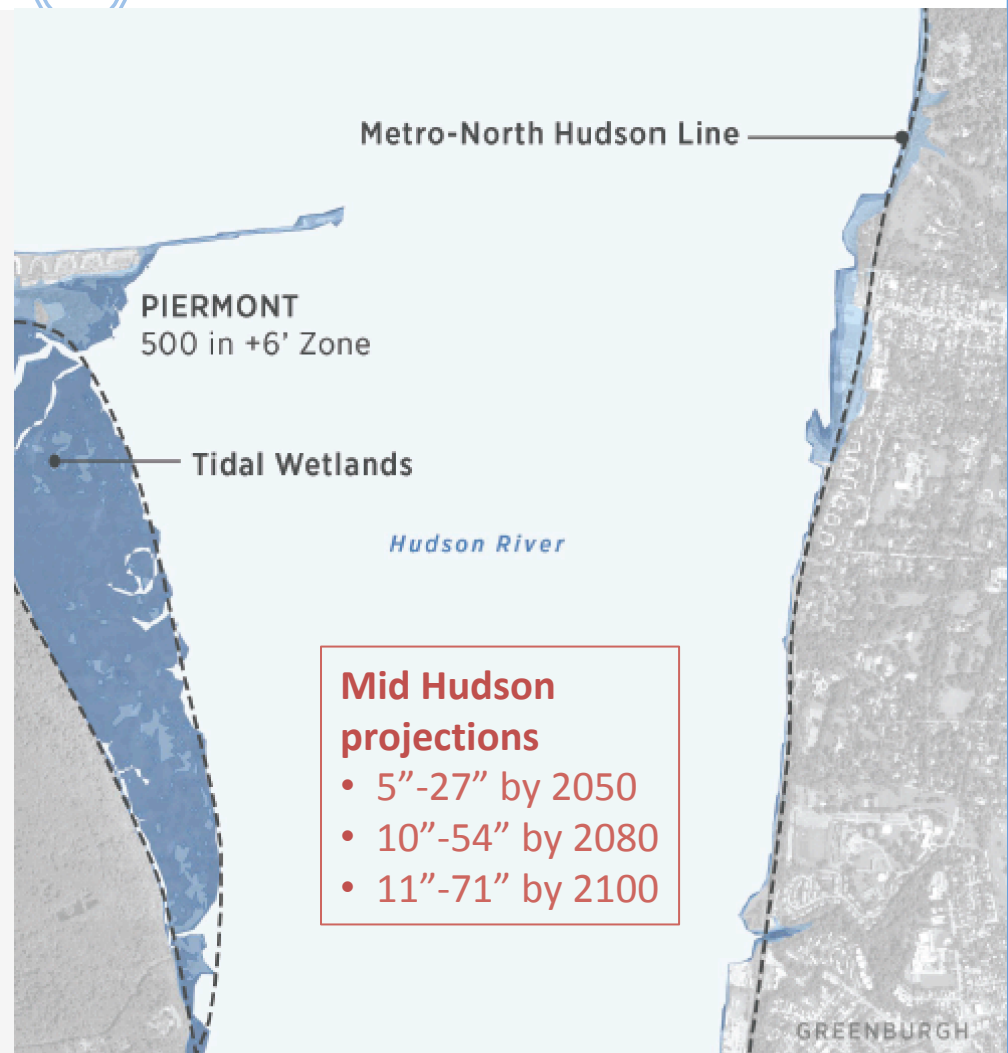 Metro-North Hudson Line
PIERMONT
500 in +6’ Zone
Tidal Wetlands
Hudson River
Mid Hudson
projections
• 5”-27” by 2050
• 10”-54” by 2080
• 11”-71” by 2100
GREENBURGH